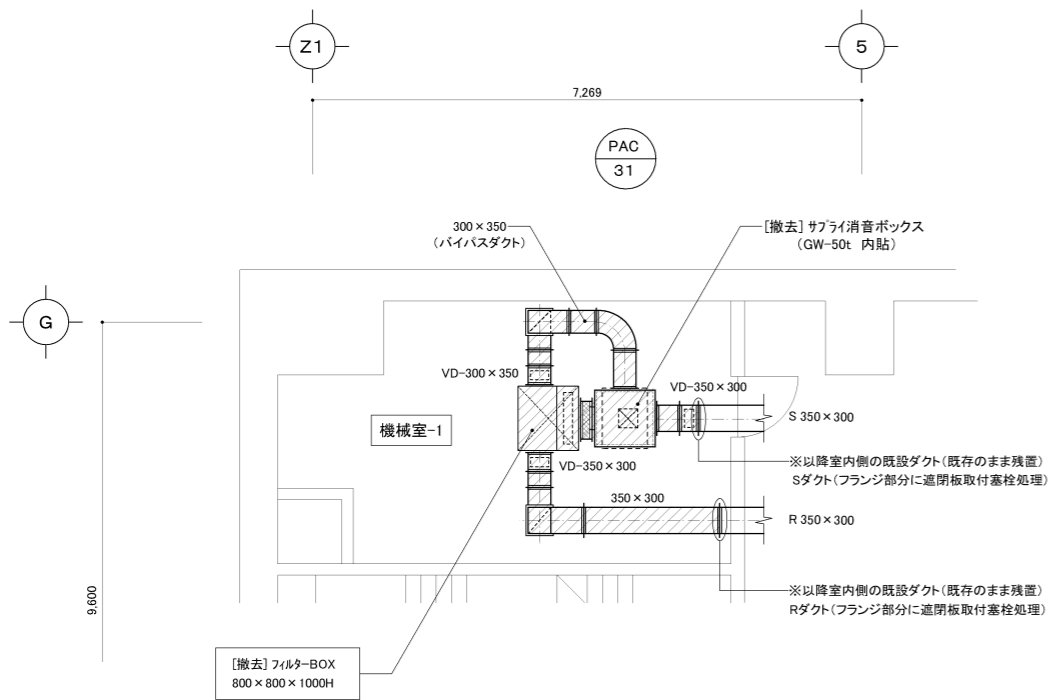 Z1
5
7,269
PAC
31
300×350
(バイパスダクト)
[撤去] サプライ消音ボックス
(GW-50t 内貼)
G
VD-300×350
VD-350×300
S 350×300
機械室-1
※以降室内側の既設ダクト(既存のまま残置)
Sダクト(フランジ部分に遮閉板取付塞栓処理)
VD-350×300
350×300
R 350×300
9,600
※以降室内側の既設ダクト(既存のまま残置)
Rダクト(フランジ部分に遮閉板取付塞栓処理)
[撤去] フィルターBOX
800×800×1000H